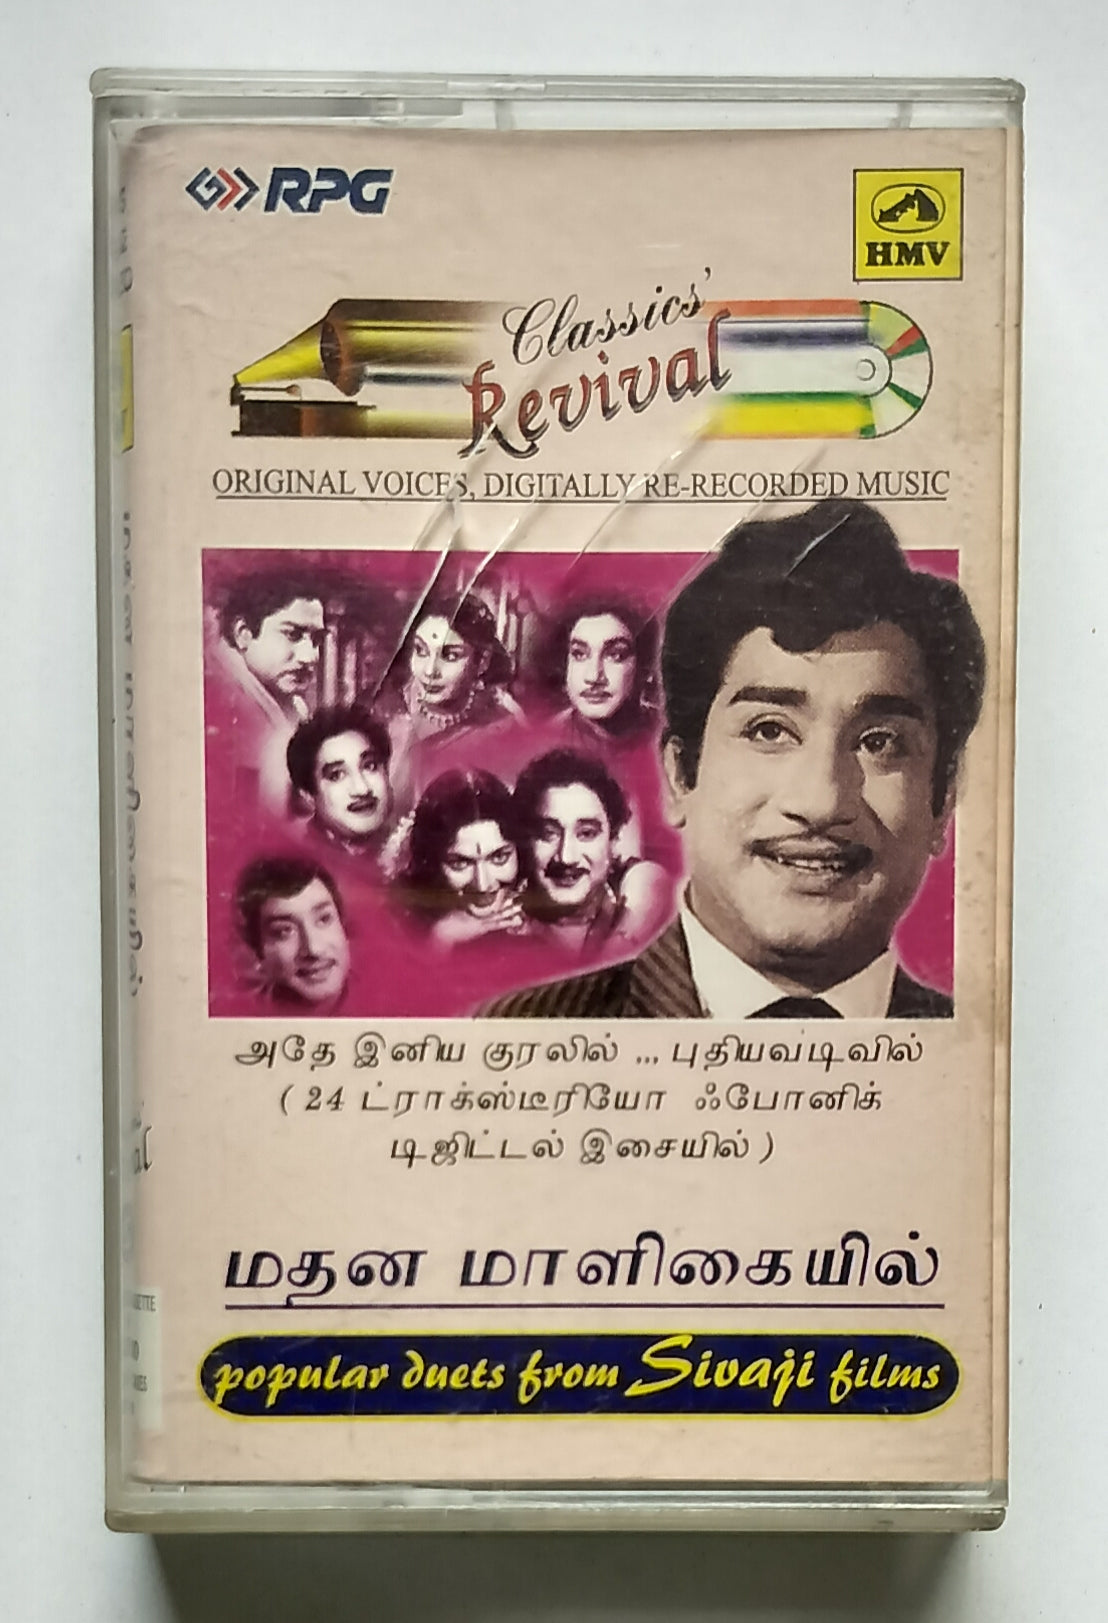 RPG
HMV
Classics'
Revival
ORIGINAL VOICES, DIGITALLY RE-RECORDED MUSIC
அதே இனிய குரலில் ... புதியவடிவில்
( 24 ட்ராக்ஸ்டீரியோ ஃபோனிக்
டிஜிட்டல் இசையில் )
மதன மாளிகையில்
popular duets from Sivaji films